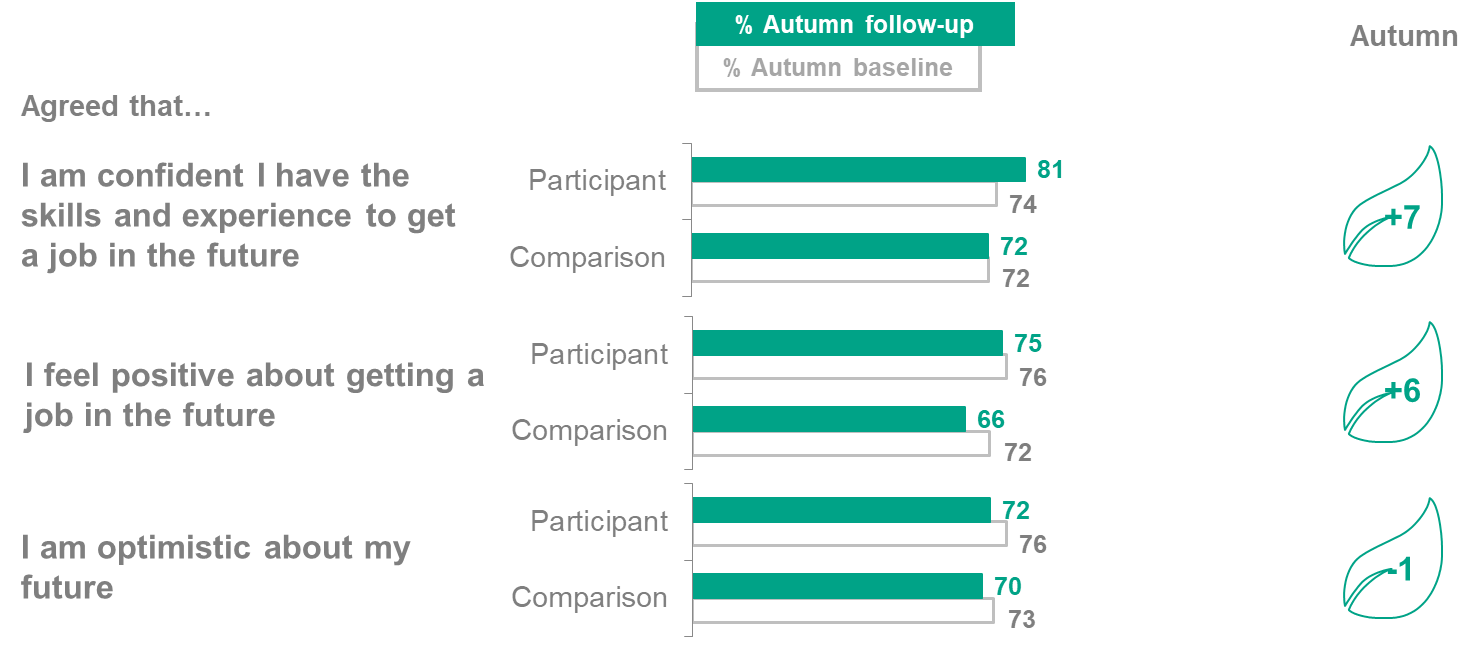 % Autumn follow-up
% Autumn baseline
Autumn
Agreed that…
I am confident I have the
skills and experience to get
a job in the future
Participant
81
74
Comparison
72
72
+7
I feel positive about getting a
job in the future
Participant
75
76
Comparison
66
72
+6
I am optimistic about my
future
Participant
72
76
Comparison
70
73
-1